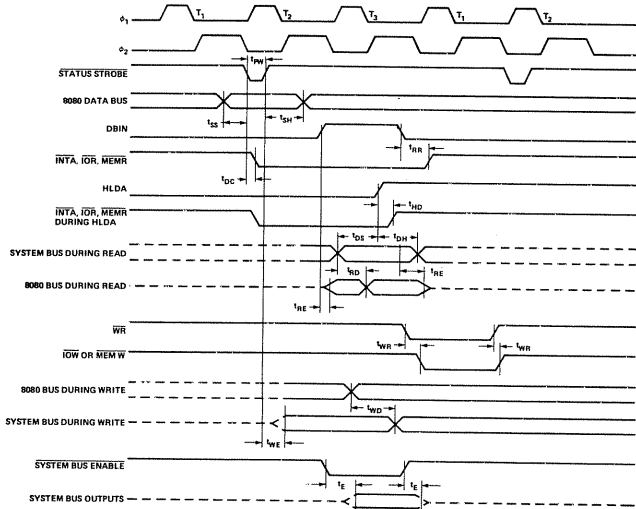 ϕ1 T1 T2 T3 T1 T2
ϕ2
tPW
STATUS STROBE
8080 DATA BUS
tSS tSH
DBIN
tRR
INTA, IOR, MEMR
tDC
HLDA
tHD
INTA, IOR, MEMR
DURING HLDA
tDS tDH
SYSTEM BUS DURING READ
tRD tRE
8080 BUS DURING READ
tRE
WR
tWR tWR
IOW OR MEM W
8080 BUS DURING WRITE
tWD
SYSTEM BUS DURING WRITE
tWE
SYSTEM BUS ENABLE
tE tE
SYSTEM BUS OUTPUTS